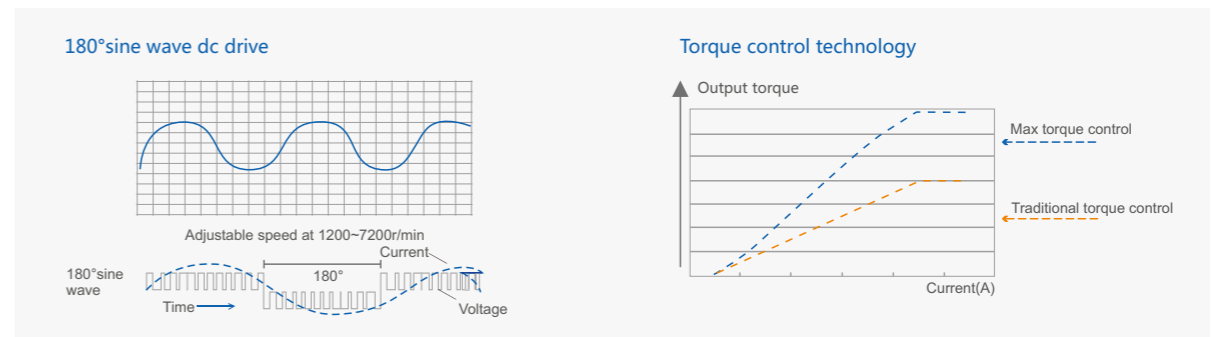 180°sine wave dc drive
Adjustable speed at 1200~7200r/min
Current
180°sine
wave
180°
Time
Voltage
Torque control technology
Output torque
Max torque control
Traditional torque control
Current(A)